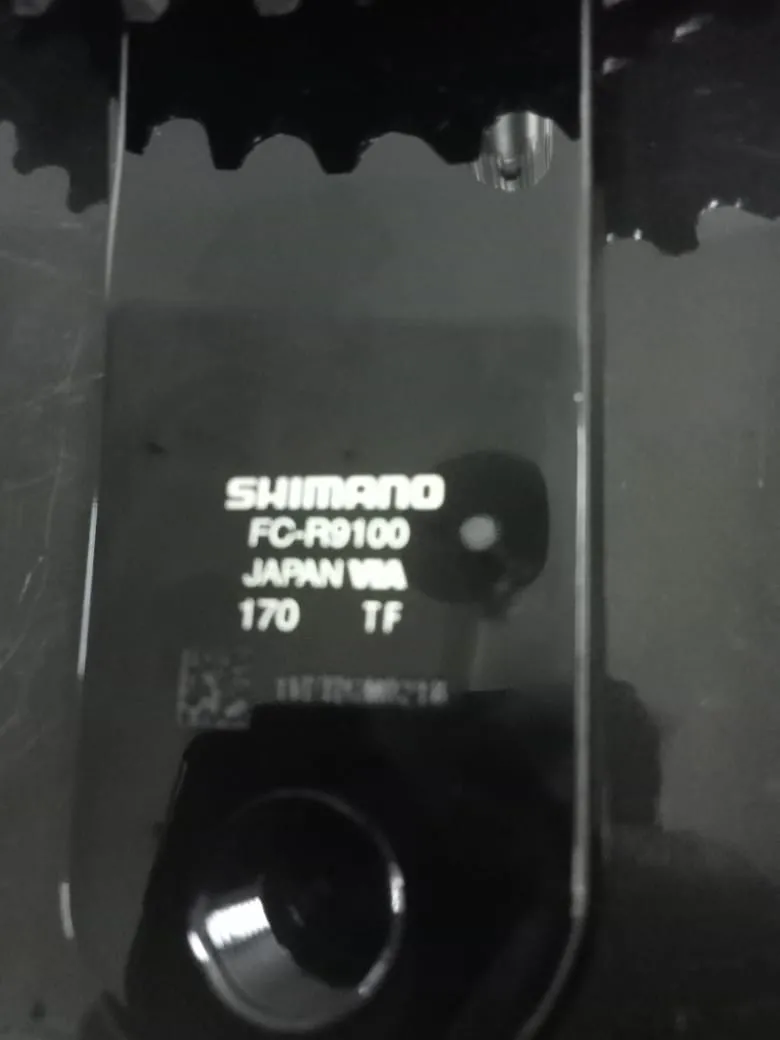 SHIMANO
FC-R9100
JAPAN VIA
170 TF